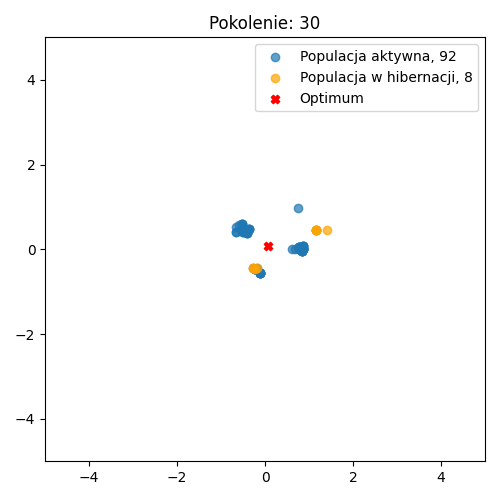 Pokolenie: 30
Populacja aktywna, 92
Populacja w hibernacji, 8
Optimum
4
2
0
−2
−4
−4 −2 0 2 4